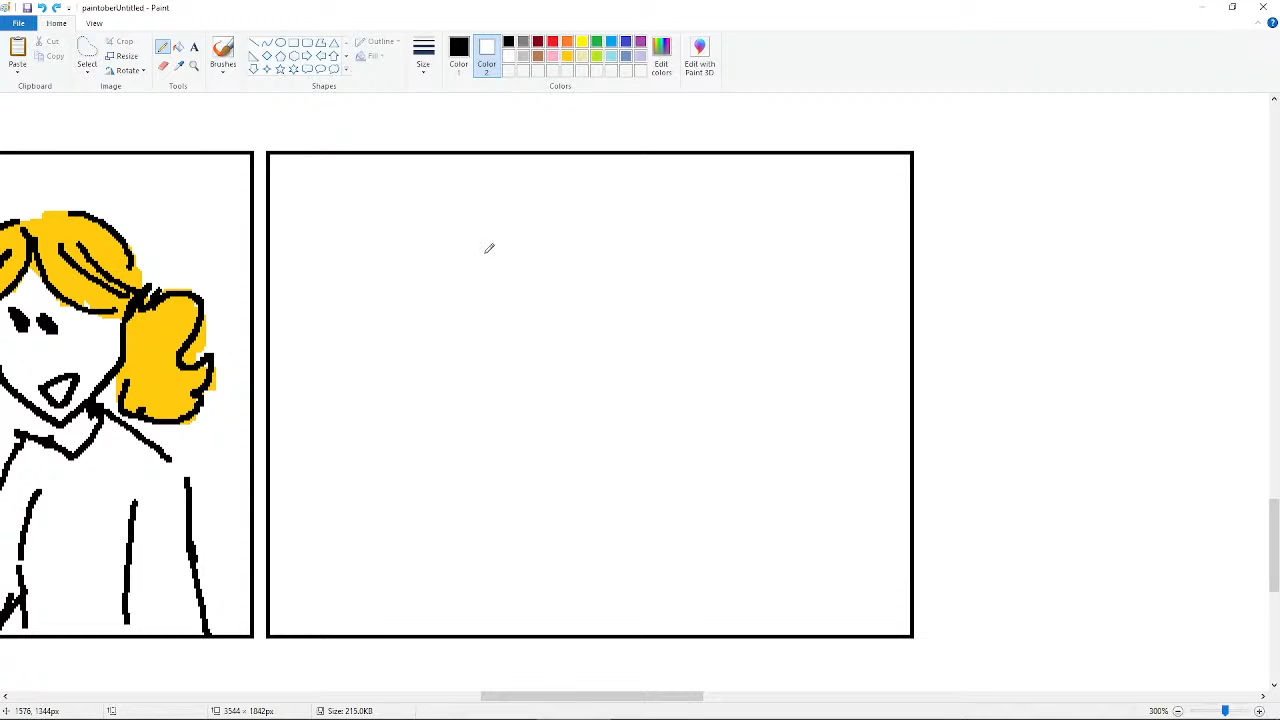 paintoberUntitled - Paint
File Home View
Paste
Cut
Copy
Clipboard
Select
Crop
Resize
Rotate
Image
A
Tools
Brushes
Shapes
Outline
Fill
Size
Color 1
Color 2
Edit colors
Colors
Edit with Paint 3D
1576, 1344px
3544 × 1842px
Size: 215.0KB
300%